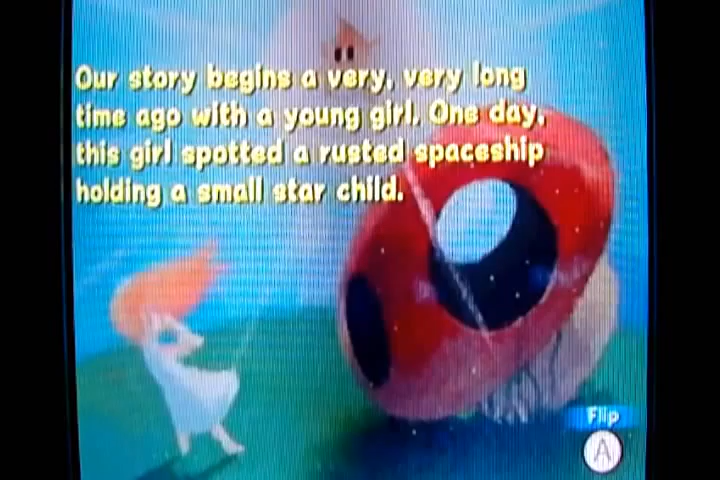 Our story begins a very, very long
time ago with a young girl. One day,
this girl spotted a rusted spaceship
holding a small star child.
Flip
A